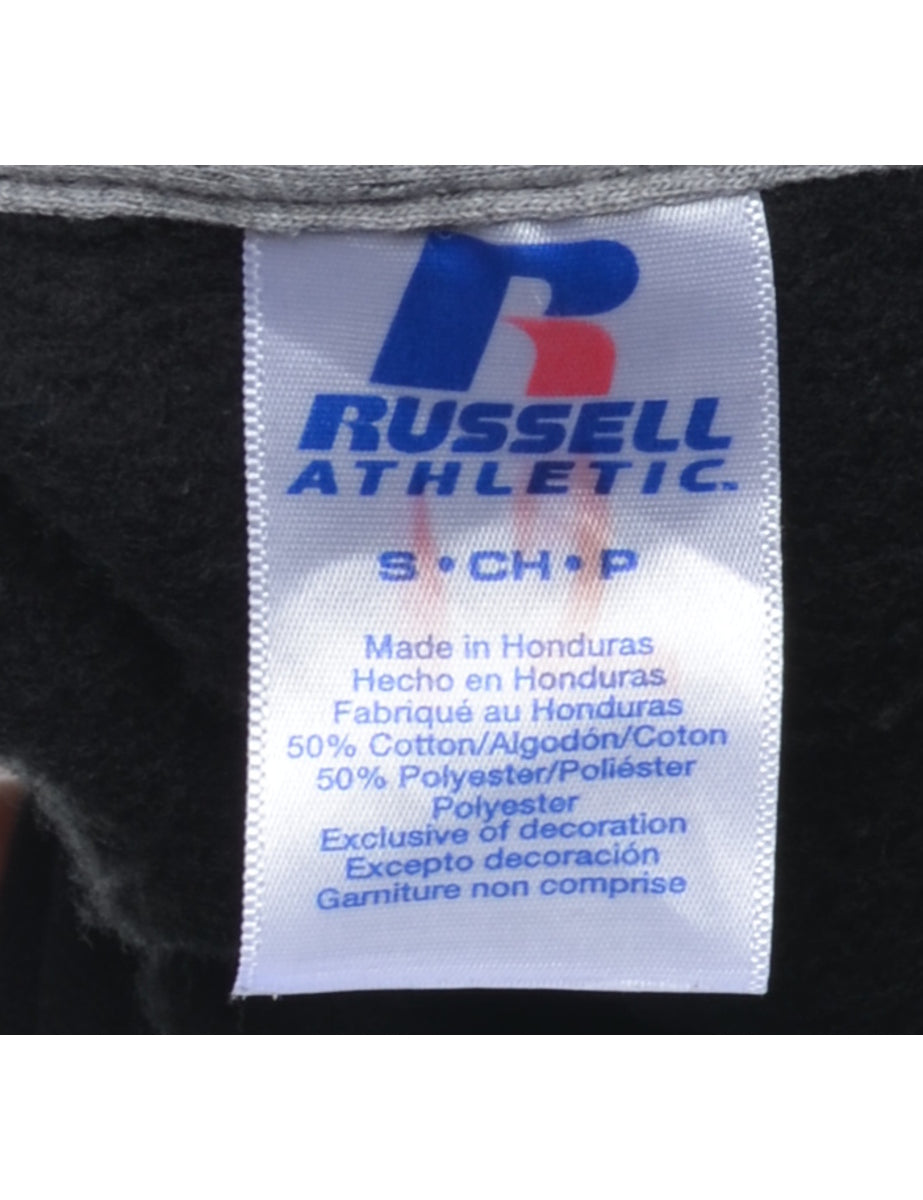 R
RUSSELL
ATHLETIC™
S • CH • P
Made in Honduras
Hecho en Honduras
Fabriqué au Honduras
50% Cotton/Algodón/Coton
50% Polyester/Poliéster
Polyester
Exclusive of decoration
Excepto decoración
Garniture non comprise